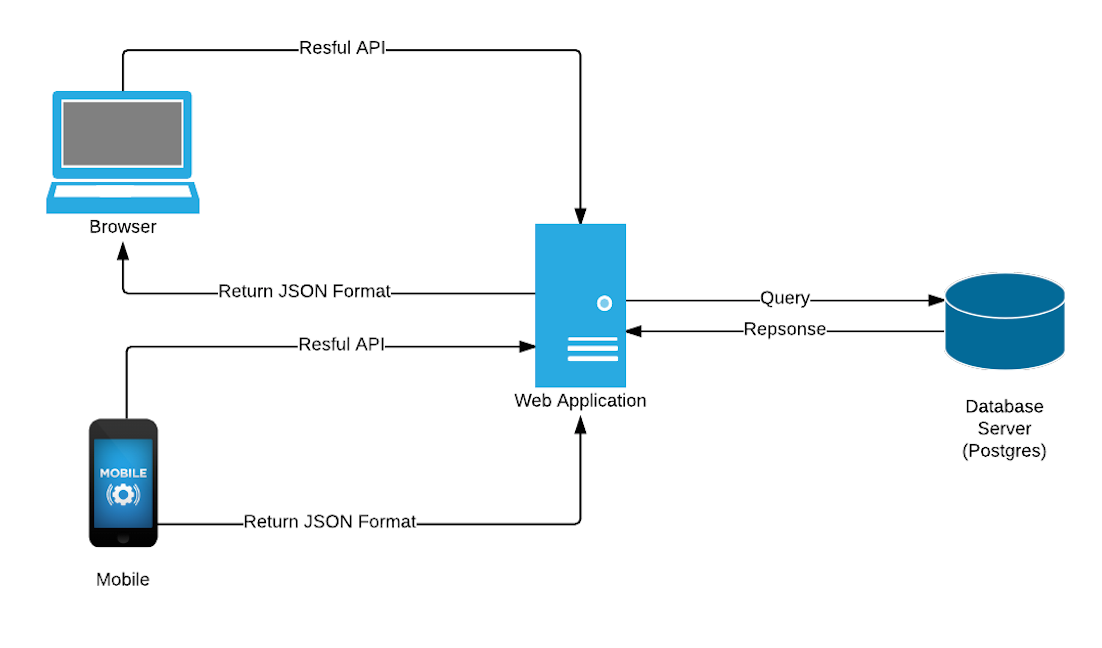 Resful API
Browser
Return JSON Format
Query
Repsonse
Resful API
Web Application
Database
Server
(Postgres)
MOBILE
Return JSON Format
Mobile